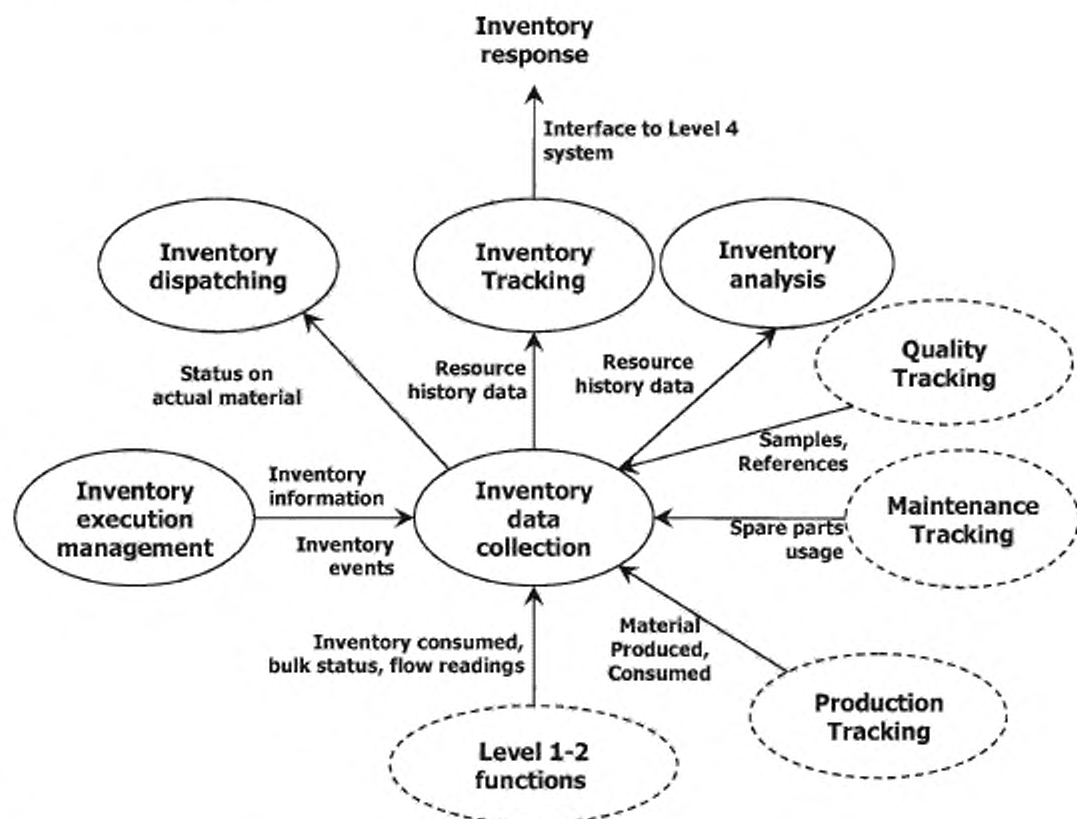 Inventory
response
Interface to Level 4
system
Inventory
dispatching
Inventory
Tracking
Inventory
analysis
Quality
Tracking
Status on
actual material
Resource
history data
Resource
history data
Samples,
References
Inventory
execution
management
Inventory
information
Inventory
events
Inventory
data
collection
Maintenance
Tracking
Spare parts
usage
Inventory consumed,
bulk status, flow readings
Material
Produced,
Consumed
Production
Tracking
Level 1-2
functions